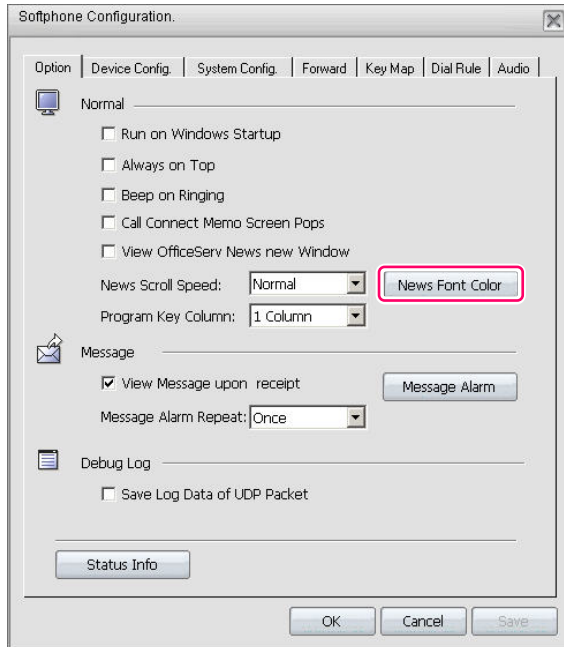 Softphone Configuration.
Option Device Config. System Config. Forward Key Map Dial Rule Audio
Normal
Run on Windows Startup
Always on Top
Beep on Ringing
Call Connect Memo Screen Pops
View OfficeServ News new Window
News Scroll Speed: Normal News Font Color
Program Key Column: 1 Column
Message
View Message upon receipt Message Alarm
Message Alarm Repeat: Once
Debug Log
Save Log Data of UDP Packet
Status Info
OK Cancel Save